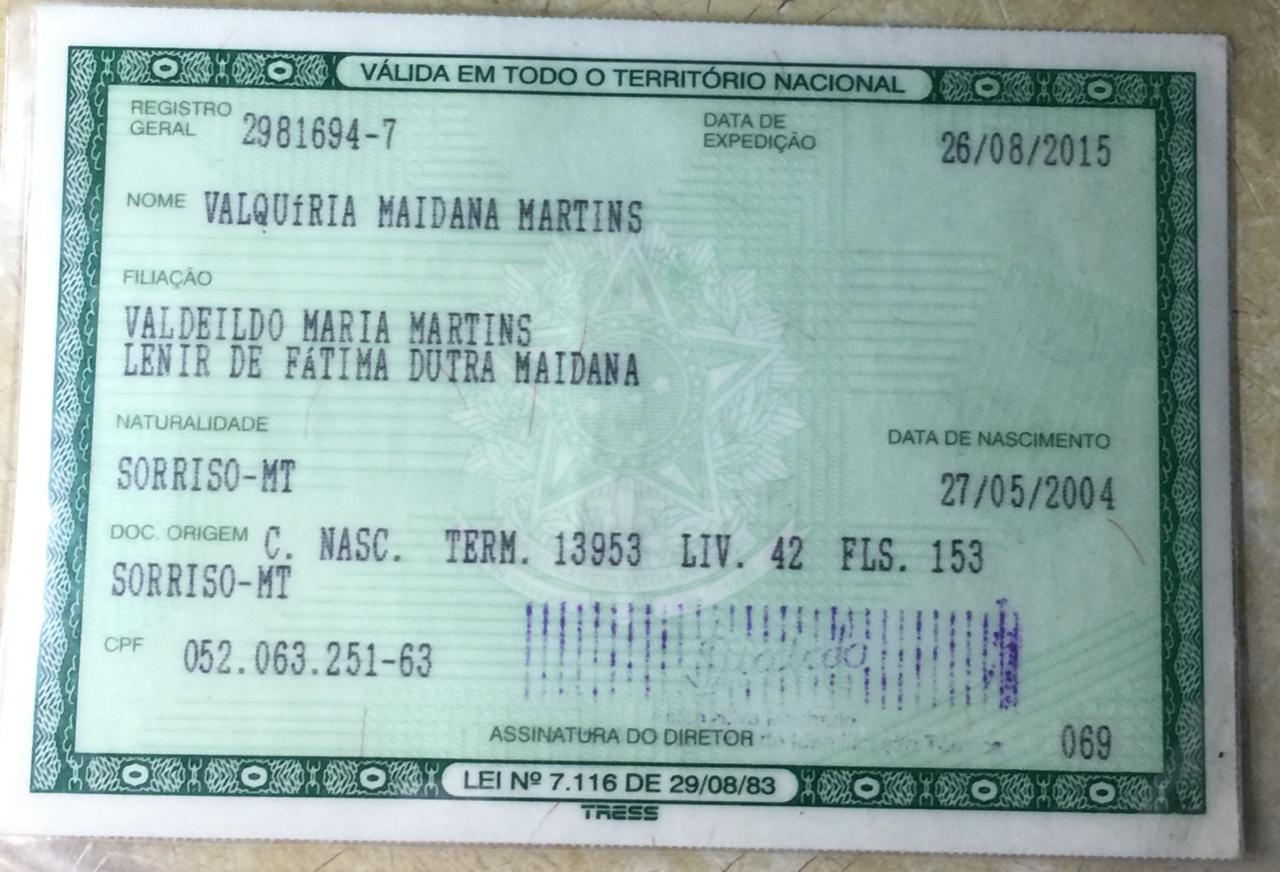 VÁLIDA EM TODO O TERRITÓRIO NACIONAL
REGISTRO GERAL 2981694-7 DATA DE EXPEDIÇÃO 26/08/2015
NOME VALQUíRIA MAIDANA MARTINS
FILIAÇÃO
VALDEILDO MARIA MARTINS
LENIR DE FáTIMA DUTRA MAIDANA
NATURALIDADE DATA DE NASCIMENTO
SORRISO-MT 27/05/2004
DOC. ORIGEM C. NASC. TERM. 13953 LIV. 42 FLS. 153
SORRISO-MT
CPF 052.063.251-63
ASSINATURA DO DIRETOR 069
LEI Nº 7.116 DE 29/08/83
TRESS